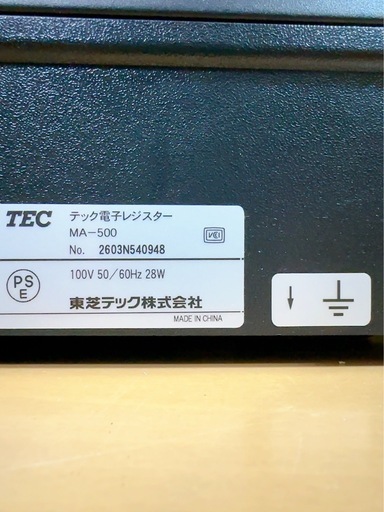 TEC テック電子レジスター
MA-500
No. 2603N540948
VCCI
PS E 100V 50/60Hz 28W
東芝テック株式会社
MADE IN CHINA